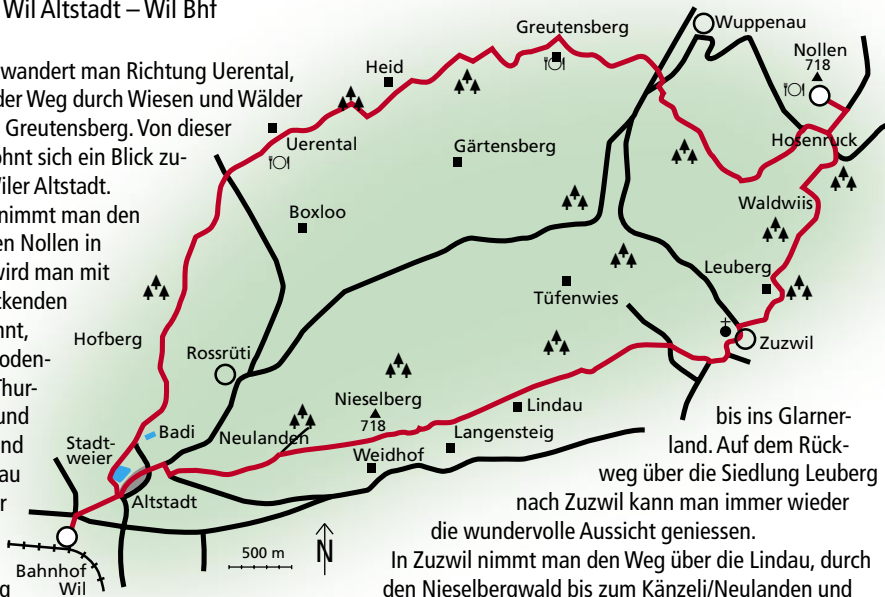 Wil Altstadt – Wil Bhf
wandert man Richtung Uerental,
der Weg durch Wiesen und Wälder
Greutensberg. Von dieser
ohnt sich ein Blick zu-
Wiler Altstadt.
nimmt man den
en Nollen in
wird man mit
ckenden
hnt,
oden-
Thur-
und
nd
au
r
g
Greutensberg
Wuppenau
Nollen
718
Heid
Hosenruck
Uerental
Gärtensberg
Waldwiis
Boxloo
Leuberg
Tüfenwies
Hofberg
Zuzwil
Rossrüti
Nieselberg
718
Lindau
Badi
Neulanden
Langensteig
Stadt-
weier
Weidhof
Altstadt
500 m
N
Bahnhof
Wil
bis ins Glarner-
land. Auf dem Rück-
weg über die Siedlung Leuberg
nach Zuzwil kann man immer wieder
die wundervolle Aussicht geniessen.
In Zuzwil nimmt man den Weg über die Lindau, durch
den Nieselbergwald bis zum Känzeli/Neulanden und